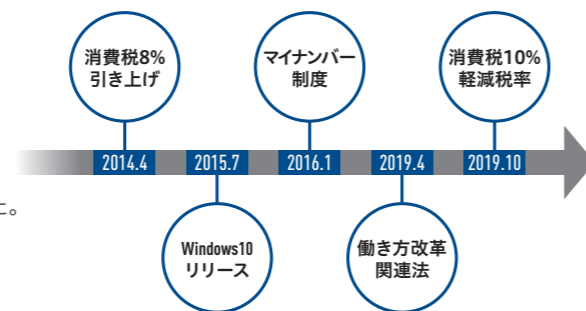 消費税8%
引き上げ
マイナンバー
制度
消費税10%
軽減税率
2014.4
2015.7
2016.1
2019.4
2019.10
た。
Windows10
リリース
働き方改革
関連法